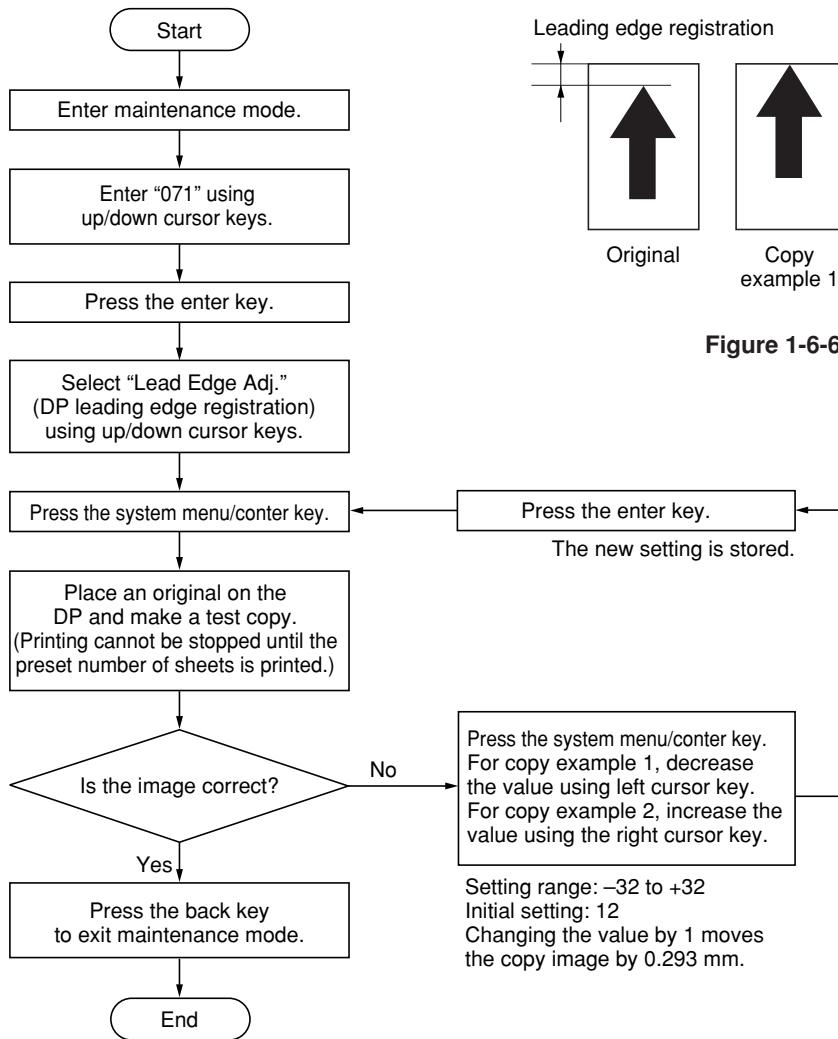 Start
Enter maintenance mode.
Enter “071” using
up/down cursor keys.
Press the enter key.
Select “Lead Edge Adj.”
(DP leading edge registration)
using up/down cursor keys.
Press the system menu/conter key.
Place an original on the
DP and make a test copy.
(Printing cannot be stopped until the
preset number of sheets is printed.)
Is the image correct?
No
Yes
Press the back key
to exit maintenance mode.
End
Leading edge registration
Original
Copy
example 1
Figure 1-6-6
Press the enter key.
The new setting is stored.
Press the system menu/conter key.
For copy example 1, decrease
the value using left cursor key.
For copy example 2, increase the
value using the right cursor key.
Setting range: –32 to +32
Initial setting: 12
Changing the value by 1 moves
the copy image by 0.293 mm.